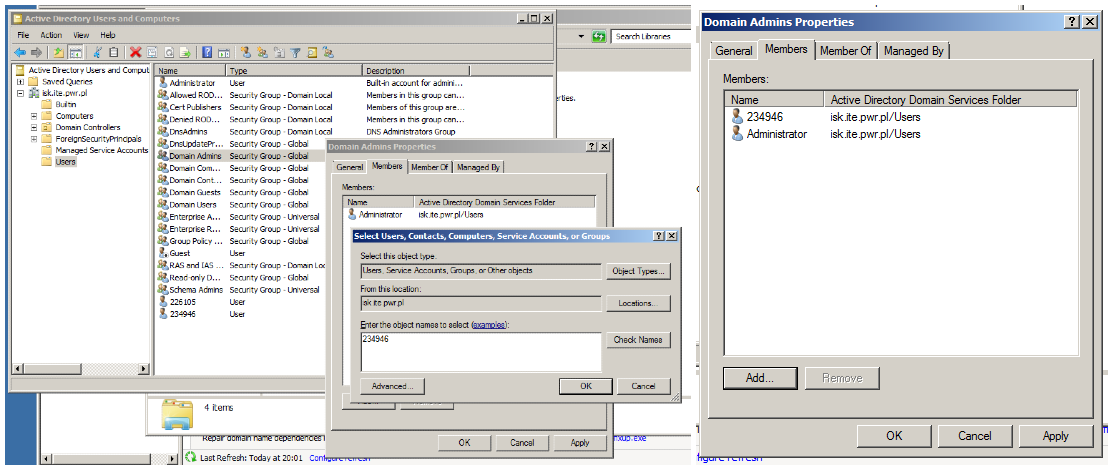 Active Directory Users and Computers
File Action View Help
Search Libraries
Active Directory Users and Comput
Saved Queries
isk.ite.pwr.pl
Builtin
Computers
Domain Controllers
ForeignSecurityPrincipals
Managed Service Accounts
Users
Name Type Description
Administrator User Built-in account for admini...
Allowed ROD... Security Group - Domain Local Members in this group can...
Cert Publishers Security Group - Domain Local Members of this group are...
Denied ROD... Security Group - Domain Local Members in this group can...
DnsAdmins Security Group - Domain Local DNS Administrators Group
DnsUpdatePr... Security Group - Global
Domain Admins Security Group - Global
Domain Com... Security Group - Global
Domain Cont... Security Group - Global
Domain Guests Security Group - Global
Domain Users Security Group - Global
Enterprise A... Security Group - Universal
Enterprise R... Security Group - Universal
Group Policy ... Security Group - Global
Guest User
RAS and IAS ... Security Group - Domain Loc
Read-only D... Security Group - Global
Schema Admins Security Group - Universal
226105 User
234946 User
erties.
Domain Admins Properties
General Members Member Of Managed By
Members:
Name Active Directory Domain Services Folder
Administrator isk.ite.pwr.pl/Users
Select Users, Contacts, Computers, Service Accounts, or Groups
Select this object type:
Users, Service Accounts, Groups, or Other objects
Object Types...
From this location:
isk.ite.pwr.pl
Locations...
Enter the object names to select (examples):
234946
Check Names
Advanced... OK Cancel
OK Cancel Apply
4 items
Repair domain name dependencies
nxup.exe
Last Refresh: Today at 20:01 Configure refresh
Domain Admins Properties
General Members Member Of Managed By
Members:
Name Active Directory Domain Services Folder
234946 isk.ite.pwr.pl/Users
Administrator isk.ite.pwr.pl/Users
Add... Remove
OK Cancel Apply
figure refresh